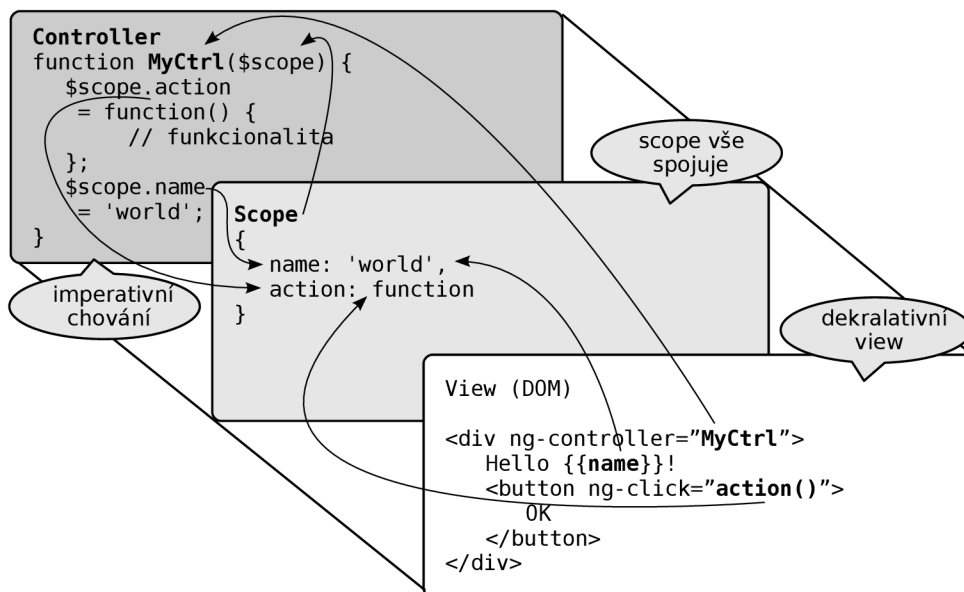 Controller
function MyCtrl($scope) {
$scope.action
= function() {
// funkcionalita
};
$scope.name
= 'world';
}
scope vše
spojuje
Scope
{
name: 'world',
action: function
}
imperativní
chování
dekralativní
view
View (DOM)
<div ng-controller=”MyCtrl”>
Hello {{name}}!
<button ng-click=”action()”>
OK
</button>
</div>